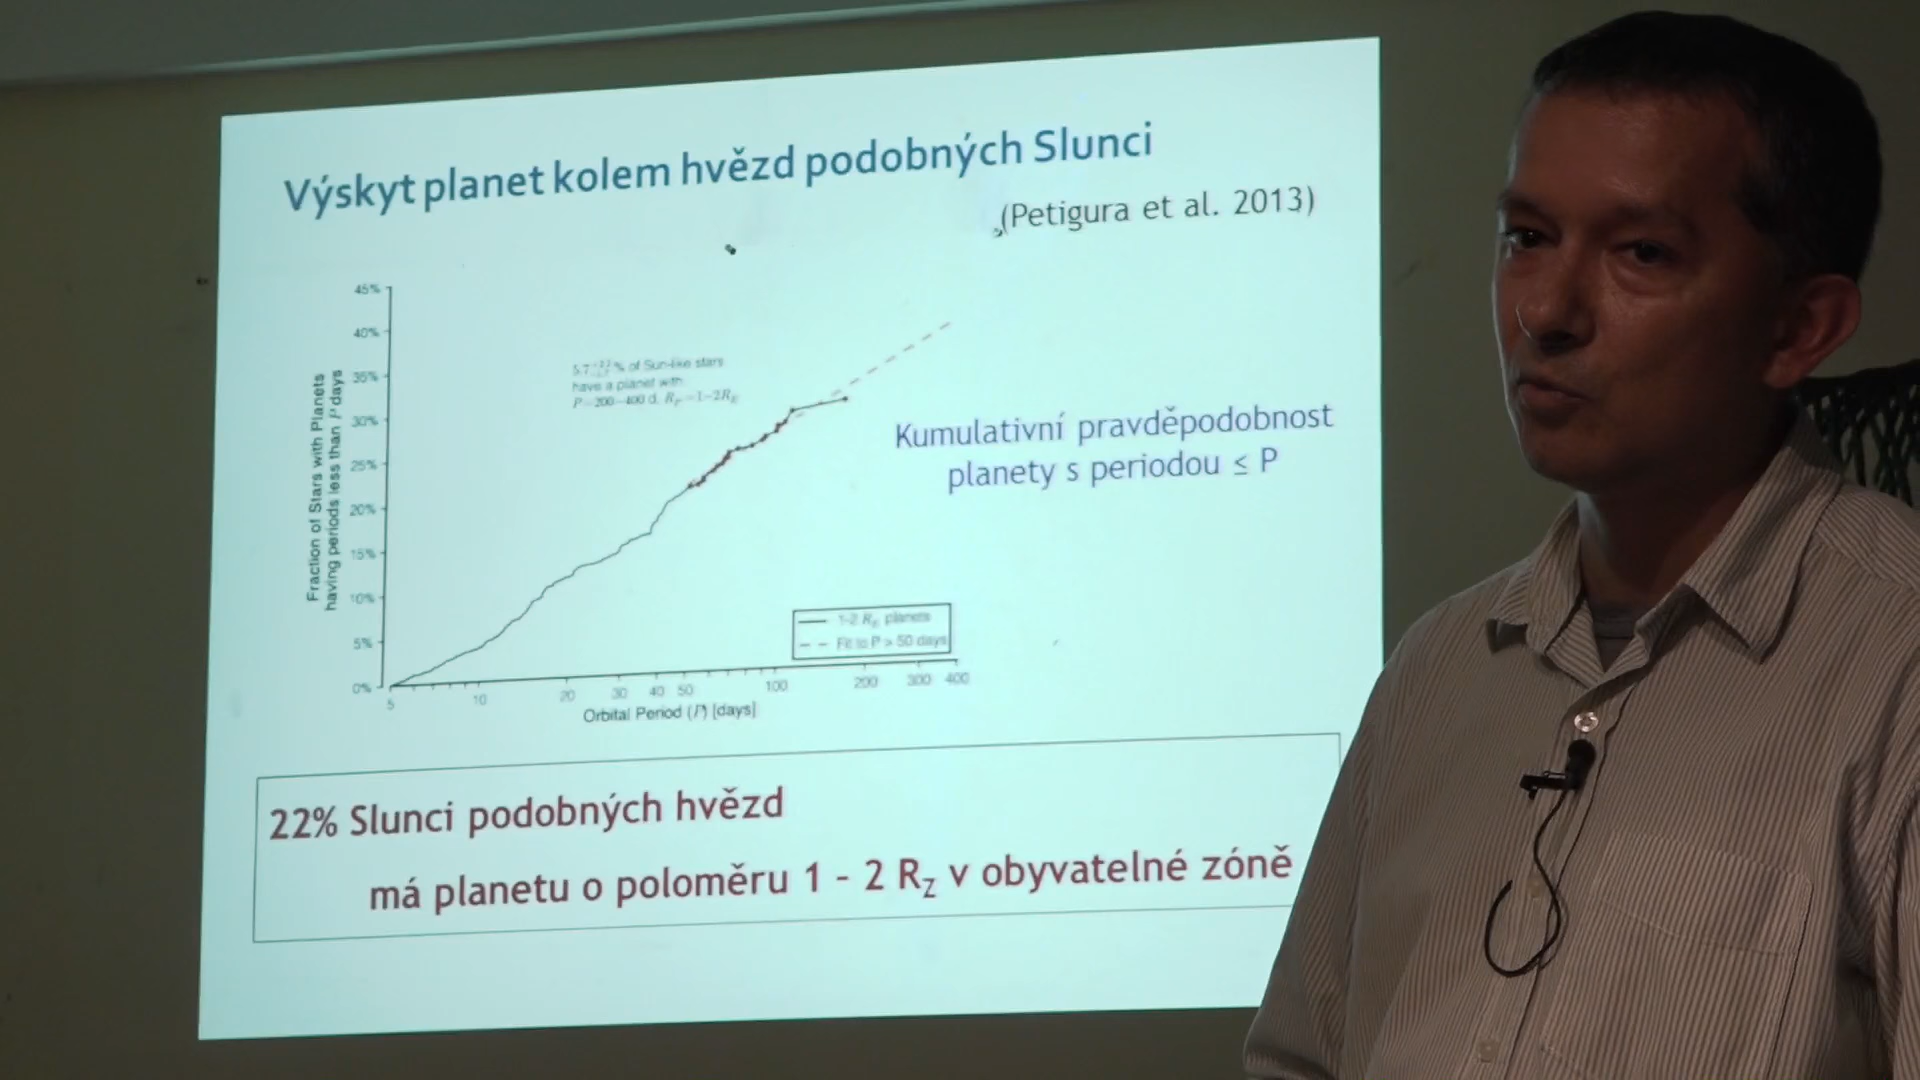 Výskyt planet kolem hvězd podobných Slunci
(Petigura et al. 2013)
45%
40%
35%
30%
25%
20%
15%
10%
5%
0%
Fraction of Stars with Planets
having periods less than P days
% of Sun-like stars
have a planet with
P=200-400 d, R = 1-2R
Kumulativní pravděpodobnost
planety s periodou ≤ P
1-2 R_E planets
Fit to P > 50 days
5 10 20 30 40 50 100 200 300 400
Orbital Period (P) [days]
22% Slunci podobných hvězd
má planetu o poloměru 1 - 2 R_Z v obyvatelné zóně